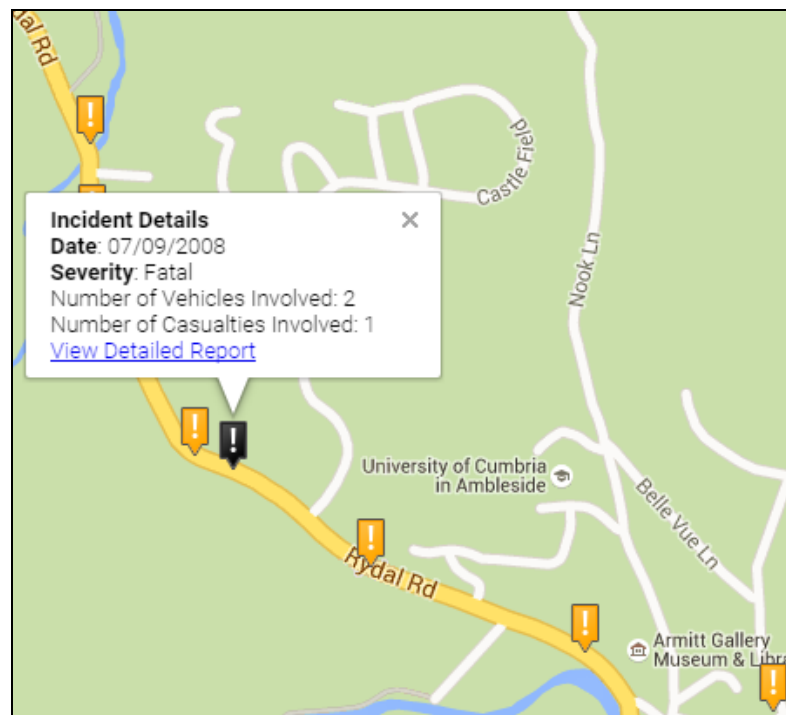 dal Rd
Castle Field
Incident Details
Date: 07/09/2008
Severity: Fatal
Number of Vehicles Involved: 2
Number of Casualties Involved: 1
View Detailed Report
Nook Ln
University of Cumbria
in Ambleside
Belle Vue Ln
Rydal Rd
Armitt Gallery
Museum & Libra